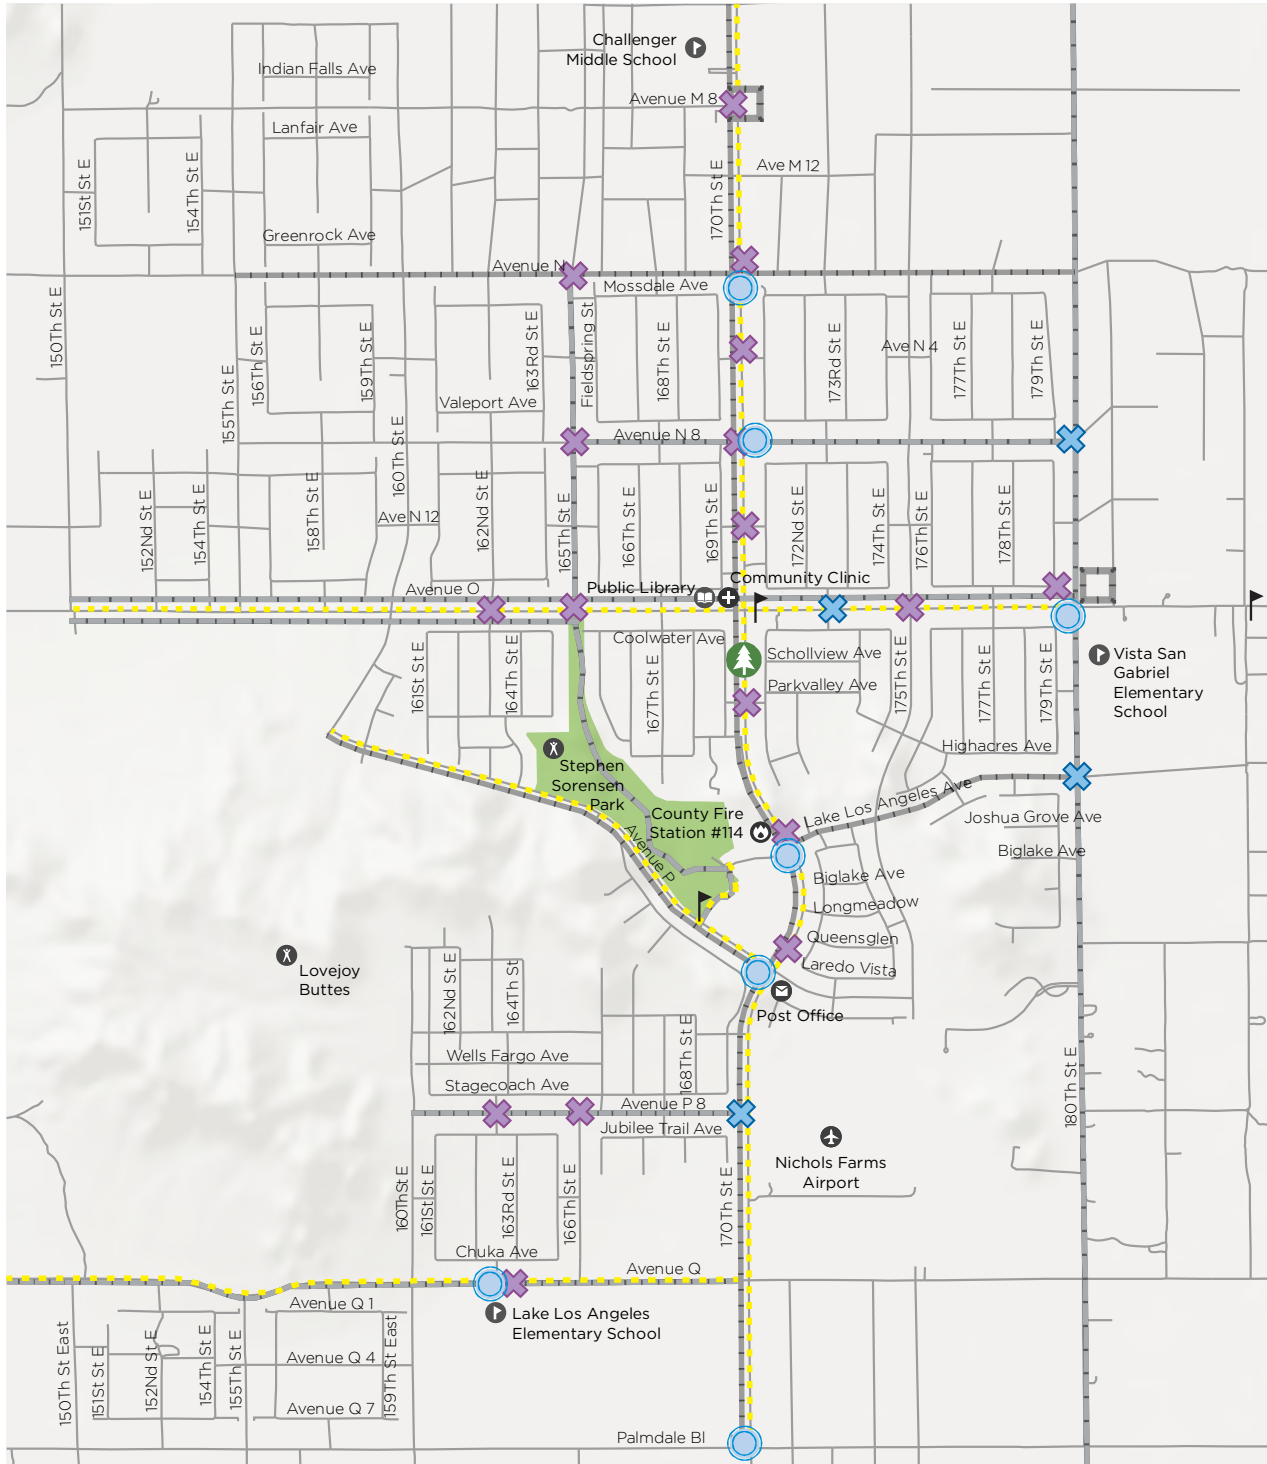 Challenger
Middle School
Indian Falls Ave
Avenue M 8
Lanfair Ave
Ave M 12
151St St E
154Th St E
170Th St E
Greenrock Ave
Avenue N
Mossdale Ave
150Th St E
156Th St E
159Th St E
163Rd St E
Fieldspring St
168Th St E
173Rd St E
Ave N 4
177Th St E
179Th St E
155Th St E
Valeport Ave
160Th St E
Avenue N 8
152Nd St E
154Th St E
158Th St E
Ave N 12
162Nd St E
165Th St E
166Th St E
169Th St E
172Nd St E
174Th St E
176Th St E
178Th St E
Avenue O
Public Library
Community Clinic
Coolwater Ave
Schollview Ave
Parkvalley Ave
161St St E
164Th St E
167Th St E
175Th St E
177Th St E
179Th St E
Vista San
Gabriel
Elementary
School
Highacres Ave
Stephen
Sorensen
Park
County Fire
Station #114
Lake Los Angeles Ave
Joshua Grove Ave
Biglake Ave
Avenue P
Biglake Ave
Longmeadow
Queensglen
Laredo Vista
Lovejoy
Buttes
162Nd St E
164Th St
Post Office
Wells Fargo Ave
168Th St E
180Th St E
Stagecoach Ave
Avenue P 8
Jubilee Trail Ave
Nichols Farms
Airport
160Th St E
161St St E
163Rd St E
166Th St E
170Th St E
Chuka Ave
Avenue Q
Avenue Q 1
Lake Los Angeles
Elementary School
150Th St East
151St St E
152Nd St E
154Th St E
155Th St E
Avenue Q 4
159Th St East
Avenue Q 7
Palmdale Bl